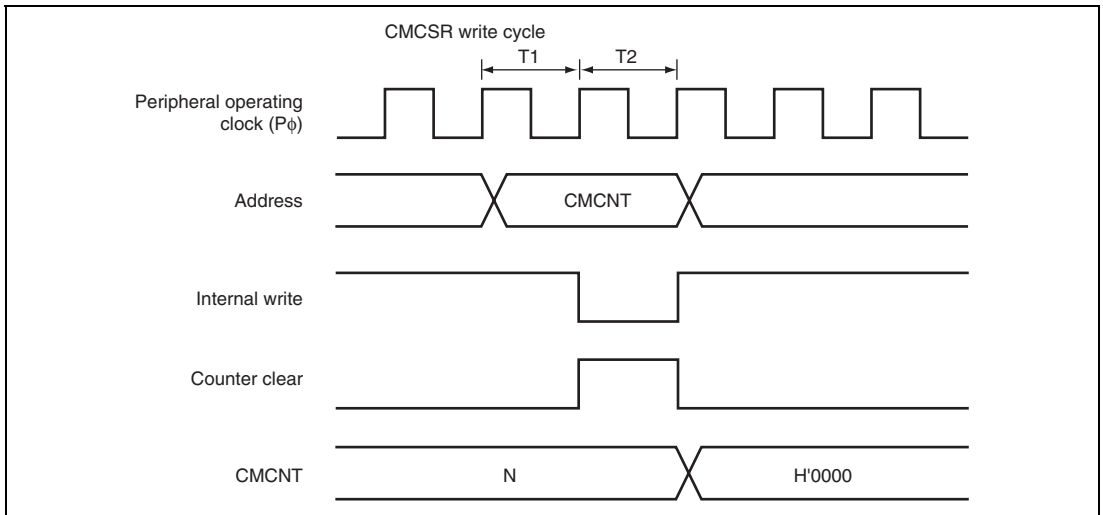 CMCSR write cycle
T1
T2
Peripheral operating
clock (Pϕ)
Address
CMCNT
Internal write
Counter clear
CMCNT
N
H'0000